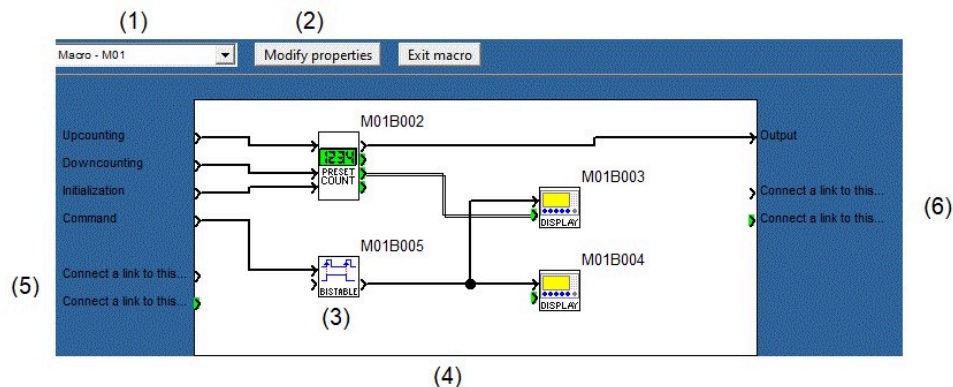 (1)
(2)
Macro - M01
Modify properties
Exit macro
M01B002
Upcounting
Output
1234
Downcounting
PRESET
COUNT
M01B003
Initialization
Connect a link to this...
Command
Connect a link to this...
(6)
DISPLAY
M01B005
M01B004
Connect a link to this...
(5)
BISTABLE
Connect a link to this...
(3)
DISPLAY
(4)